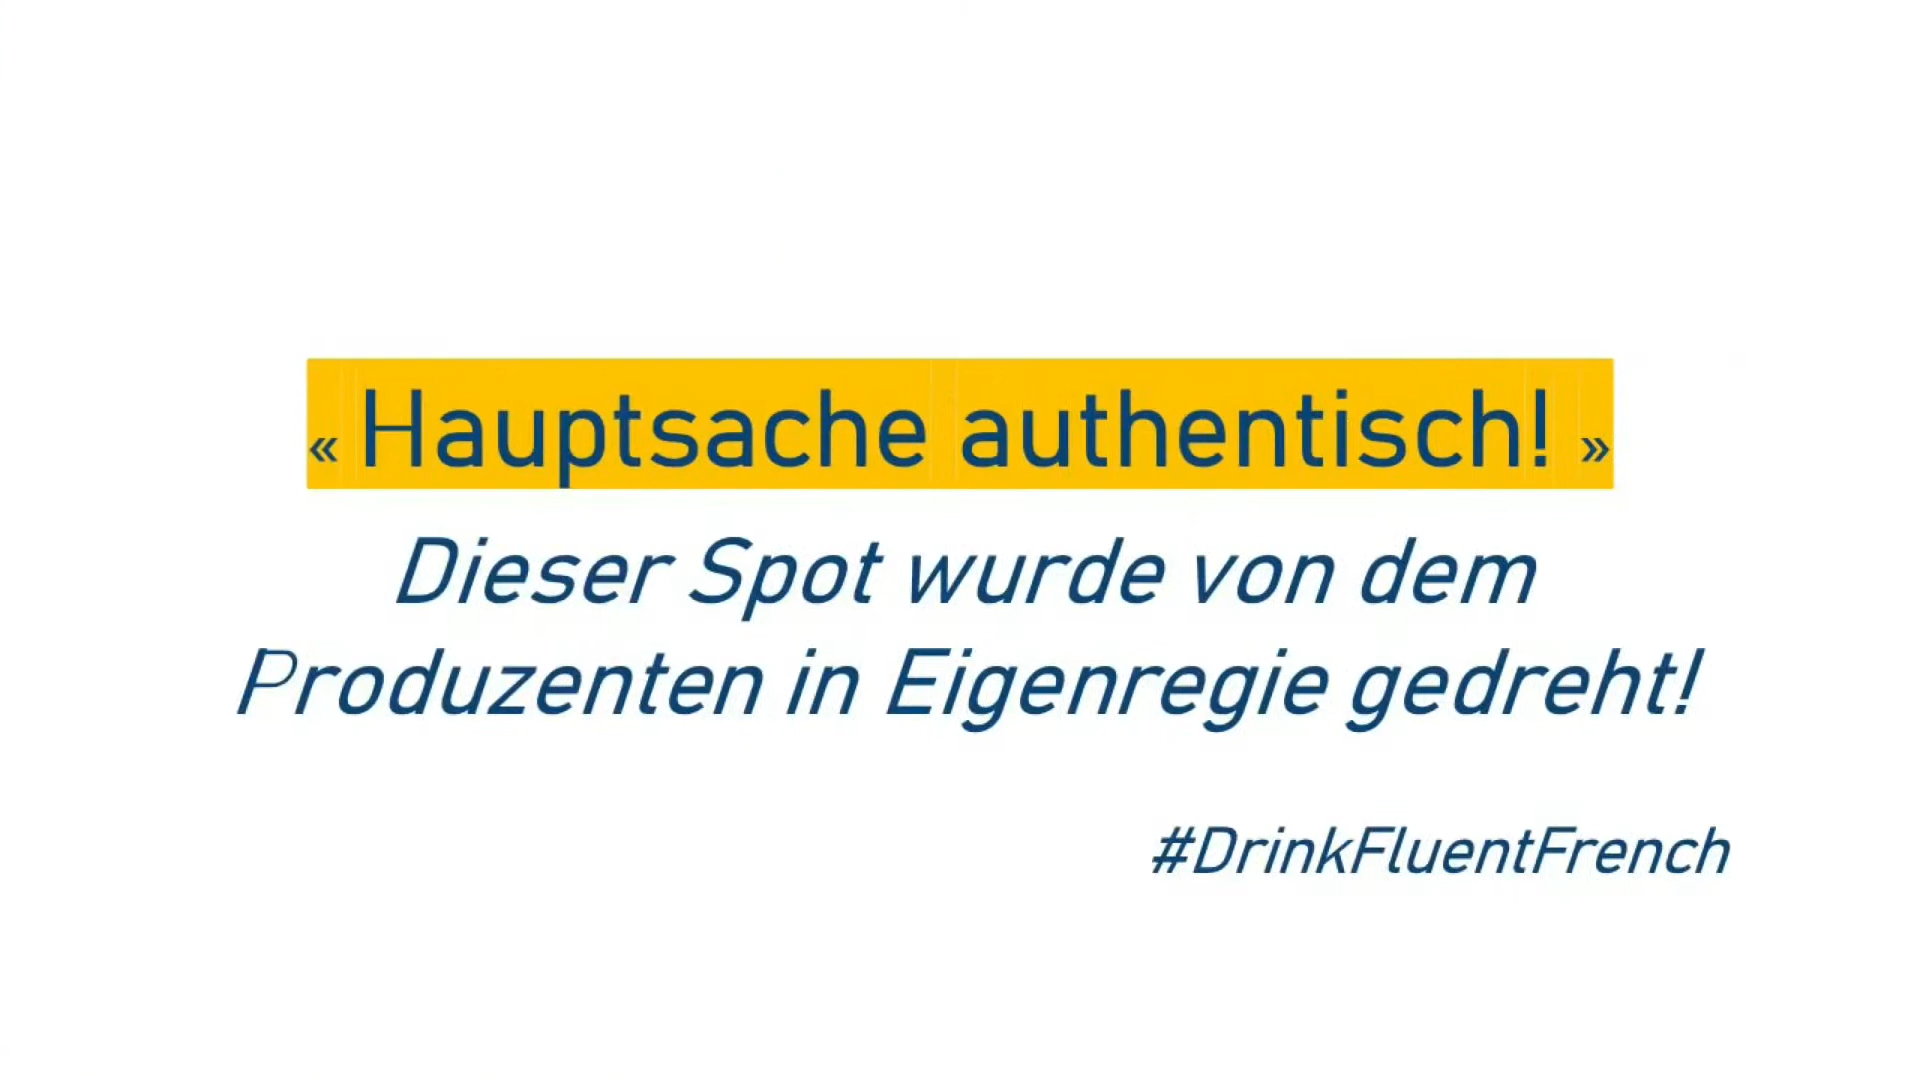 « Hauptsache authentisch! »
Dieser Spot wurde von dem
Produzenten in Eigenregie gedreht!
#DrinkFluentFrench